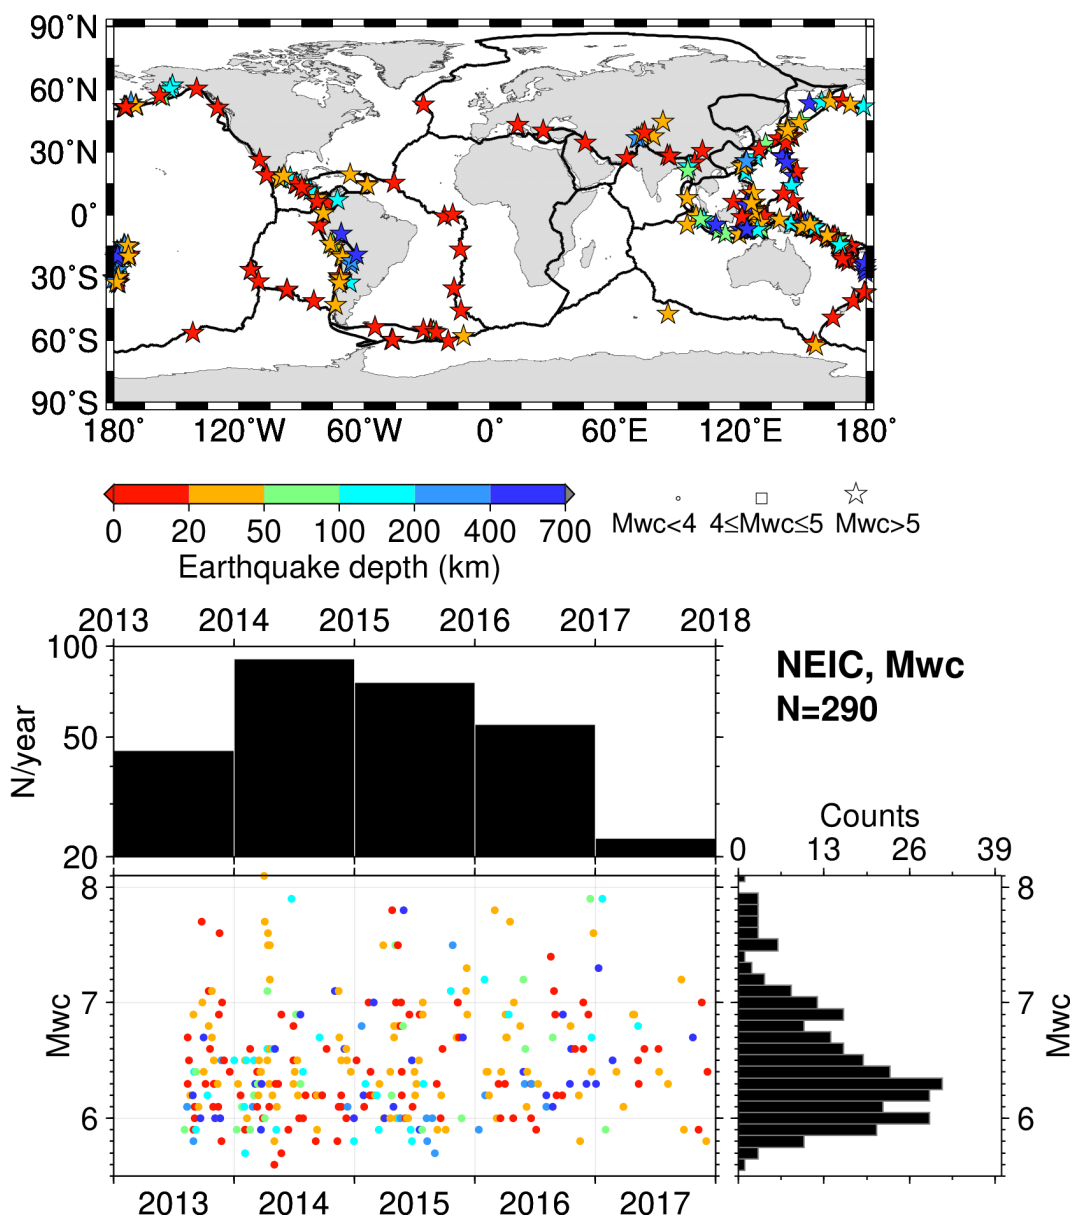 90˚N
60˚N
30˚N
0˚
30˚S
60˚S
90˚S
180˚ 120˚W 60˚W 0˚ 60˚E 120˚E 180˚
0 20 50 100 200 400 700
Earthquake depth (km)
Mwc<4 4≤Mwc≤5 Mwc>5
2013 2014 2015 2016 2017 2018
100
50
20
N/year
NEIC, Mwc
N=290
Counts
0 13 26 39
8
7
6
Mwc
2013 2014 2015 2016 2017
8
7
6
Mwc